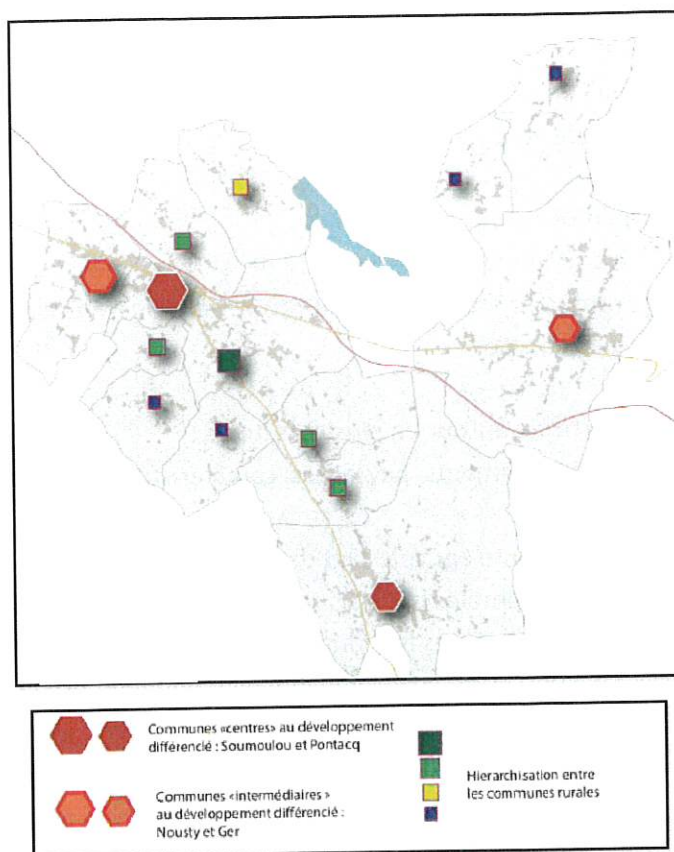 Communes «centres» au développement
différencié : Soumoulou et Pontacq
Communes «intermédiaires »
au développement différencié :
Nousty et Ger
Hierarchisation entre
les communes rurales